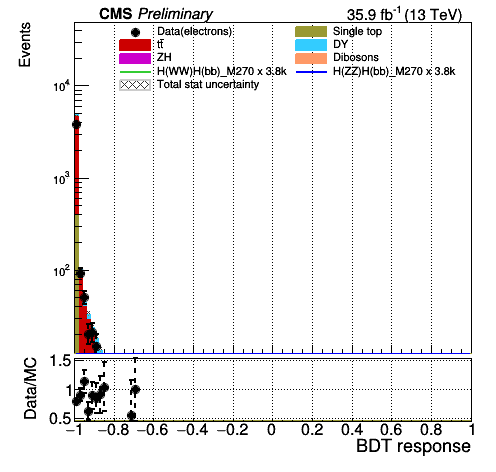 CMS Preliminary 35.9 fb⁻¹ (13 TeV)
Data(electrons) Single top
tt̄ DY
ZH Dibosons
H(WW)H(bb)_M270 x 3.8k H(ZZ)H(bb)_M270 x 3.8k
Total stat uncertainty
Events
10⁴
10³
10²
Data/MC
1.5
1
0.5
−1 −0.8 −0.6 −0.4 −0.2 0 0.2 0.4 0.6 0.8 1
BDT response